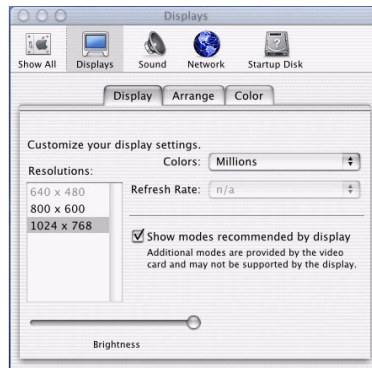 Displays
Show All Displays Sound Network Startup Disk
Display Arrange Color
Customize your display settings.
Colors: Millions
Resolutions:
Refresh Rate: n/a
640 x 480
800 x 600
1024 x 768
Show modes recommended by display
Additional modes are provided by the video
card and may not be supported by the display.
Brightness